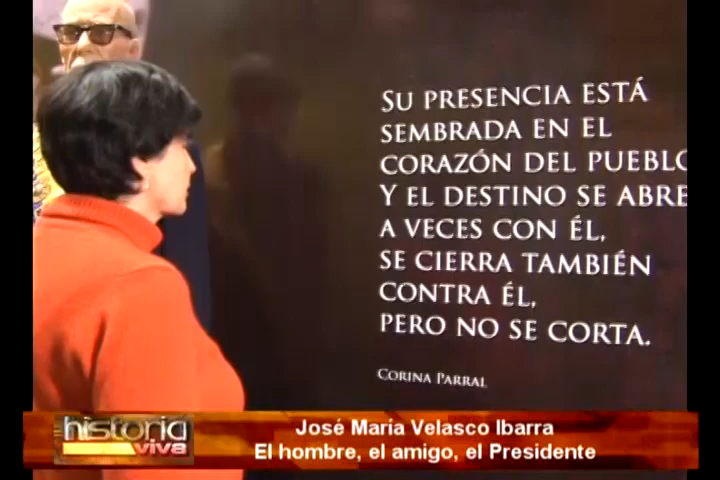 SU PRESENCIA ESTÁ
SEMBRADA EN EL
CORAZÓN DEL PUEBLO
Y EL DESTINO SE ABRE
A VECES CON ÉL,
SE CIERRA TAMBIÉN
CONTRA ÉL,
PERO NO SE CORTA.
CORINA PARRAL
historia
viva
José María Velasco Ibarra
El hombre, el amigo, el Presidente